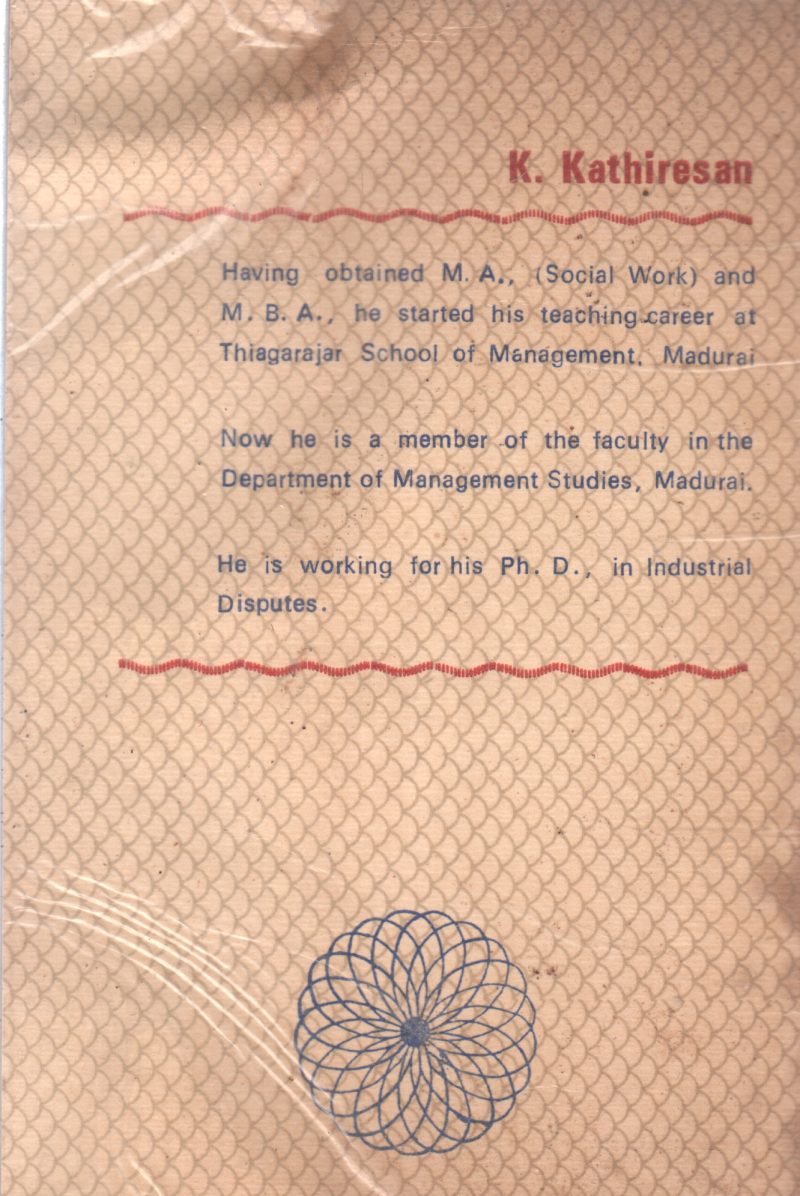 K. Kathiresan
Having obtained M. A., (Social Work) and
M. B. A., he started his teaching career at
Thiagarajar School of Management, Madurai
Now he is a member of the faculty in the
Department of Management Studies, Madurai.
He is working for his Ph. D., in Industrial
Disputes.